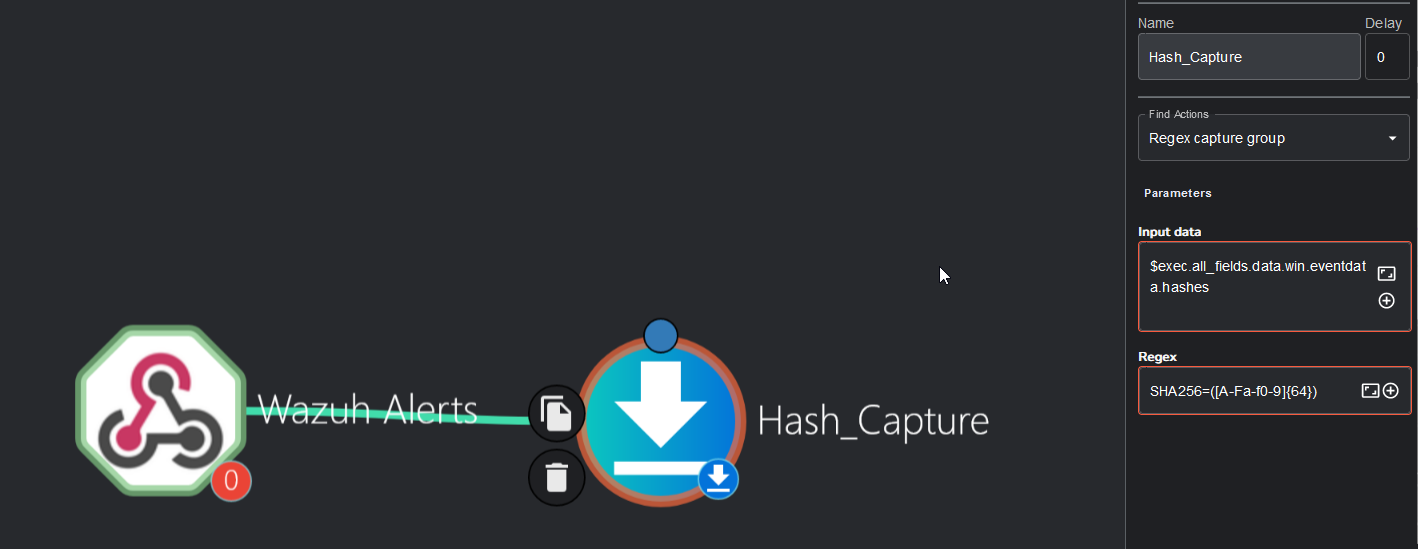 Name
Delay
Hash_Capture
0
Find Actions
Regex capture group
Parameters
Input data
$exec.all_fields.data.win.eventdat
a.hashes
Regex
SHA256=([A-Fa-f0-9]{64})
Wazuh Alerts
0
Hash_Capture